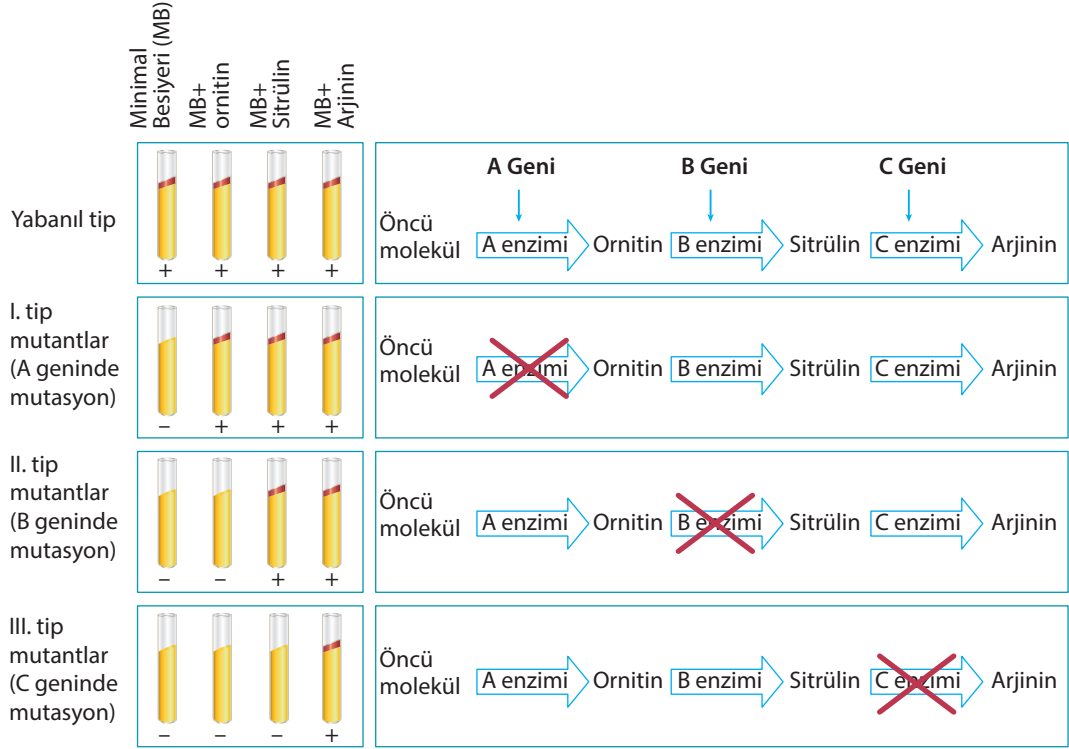 Minimal
Besiyeri (MB)
MB+
ornitin
MB+
Sitrülin
MB+
Arjinin
Yabanıl tip
+ + + +
A Geni B Geni C Geni
Öncü
molekül
A enzimi Ornitin B enzimi Sitrülin C enzimi Arjinin
I. tip
mutantlar
(A geninde
mutasyon)
– + + +
Öncü
molekül
A enzimi Ornitin B enzimi Sitrülin C enzimi Arjinin
II. tip
mutantlar
(B geninde
mutasyon)
– – + +
Öncü
molekül
A enzimi Ornitin B enzimi Sitrülin C enzimi Arjinin
III. tip
mutantlar
(C geninde
mutasyon)
– – – +
Öncü
molekül
A enzimi Ornitin B enzimi Sitrülin C enzimi Arjinin